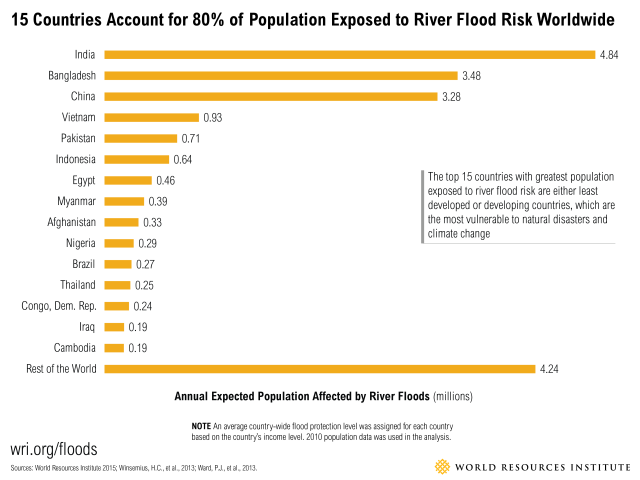 15 Countries Account for 80% of Population Exposed to River Flood Risk Worldwide
India 4.84
Bangladesh 3.48
China 3.28
Vietnam 0.93
Pakistan 0.71
Indonesia 0.64
Egypt 0.46
Myanmar 0.39
Afghanistan 0.33
Nigeria 0.29
Brazil 0.27
Thailand 0.25
Congo, Dem. Rep. 0.24
Iraq 0.19
Cambodia 0.19
Rest of the World 4.24
The top 15 countries with greatest population
exposed to river flood risk are either least
developed or developing countries, which are
the most vulnerable to natural disasters and
climate change
Annual Expected Population Affected by River Floods (millions)
NOTE An average country-wide flood protection level was assigned for each country
based on the country's income level. 2010 population data was used in the analysis.
wri.org/floods
Sources: World Resources Institute 2015; Winsemius, H.C., et al., 2013; Ward, P.J., et al., 2013.
WORLD RESOURCES INSTITUTE